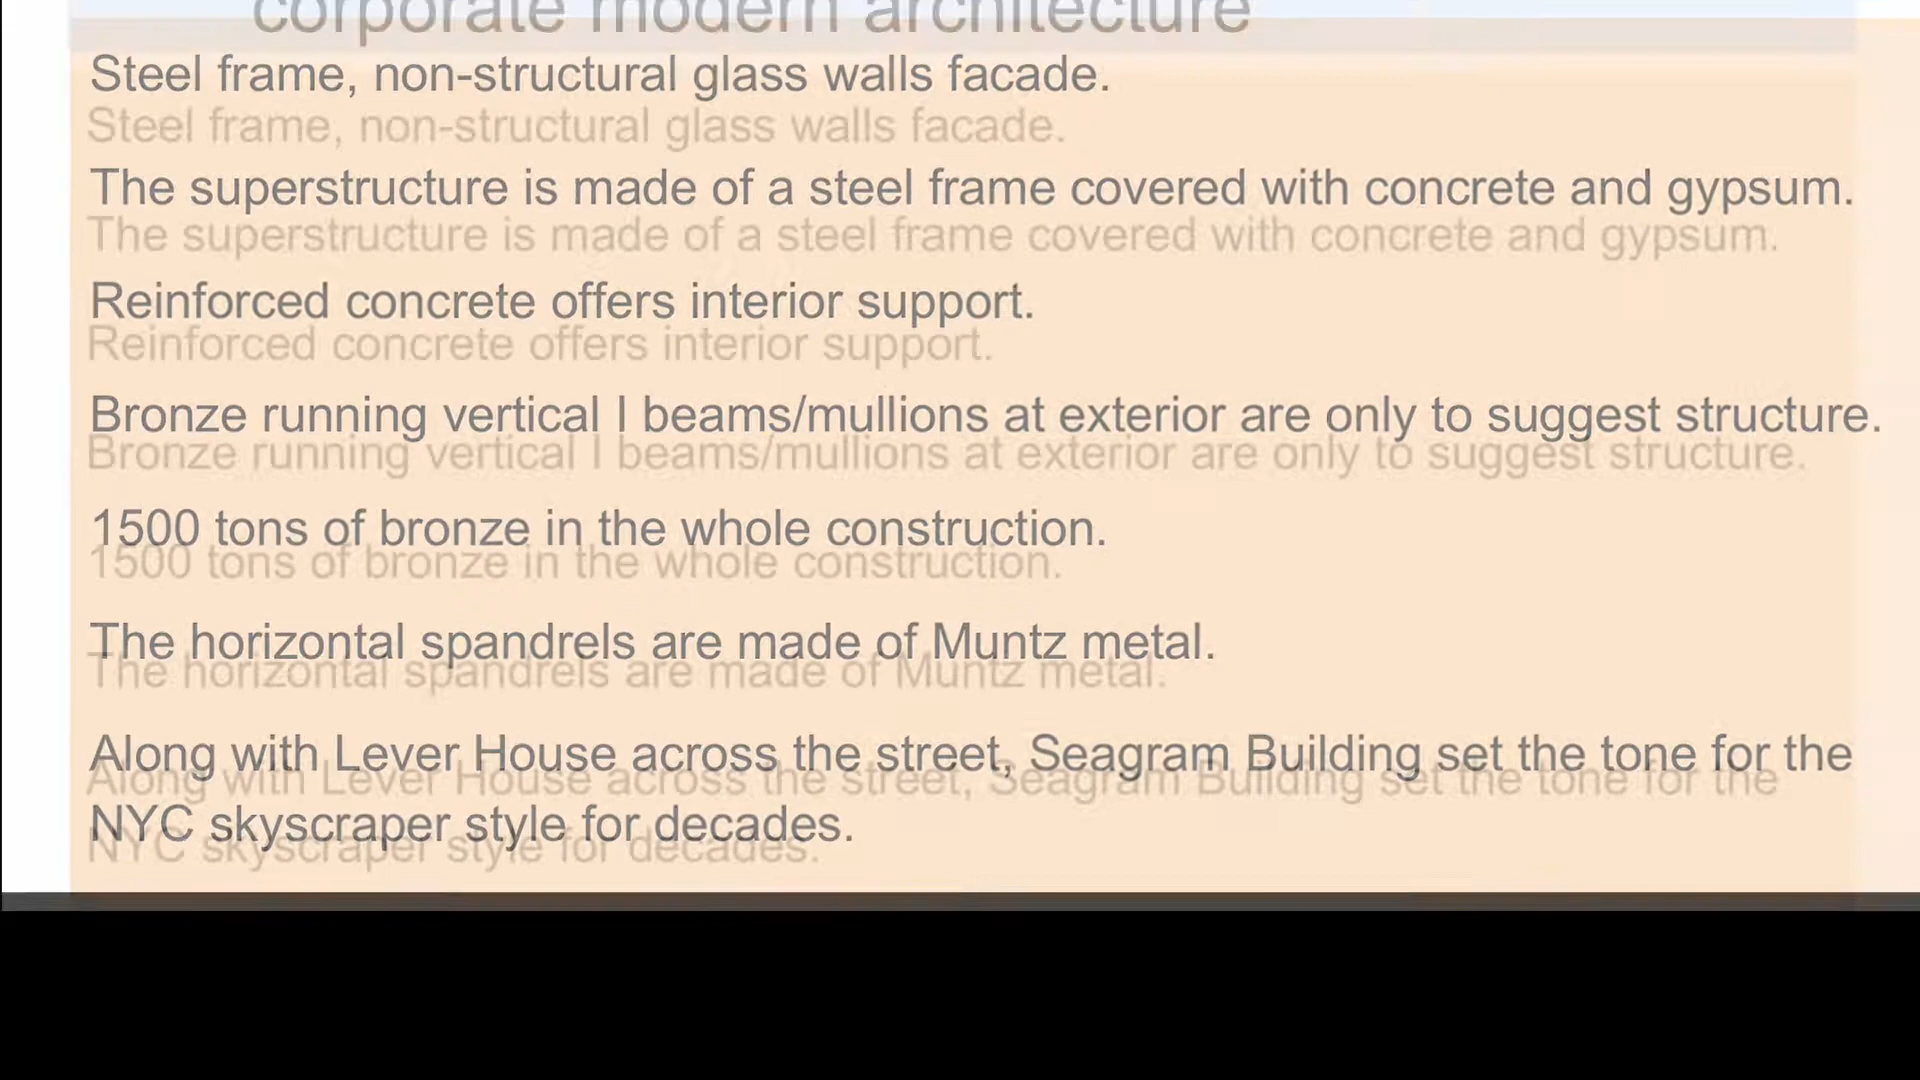 corporate modern architecture
Steel frame, non-structural glass walls facade.
Steel frame, non-structural glass walls facade.
The superstructure is made of a steel frame covered with concrete and gypsum.
The superstructure is made of a steel frame covered with concrete and gypsum.
Reinforced concrete offers interior support.
Reinforced concrete offers interior support.
Bronze running vertical I beams/mullions at exterior are only to suggest structure.
Bronze running vertical I beams/mullions at exterior are only to suggest structure.
1500 tons of bronze in the whole construction.
1500 tons of bronze in the whole construction.
The horizontal spandrels are made of Muntz metal.
The horizontal spandrels are made of Muntz metal.
Along with Lever House across the street, Seagram Building set the tone for the
Along with Lever House across the street, Seagram Building set the tone for the
NYC skyscraper style for decades.
NYC skyscraper style for decades.